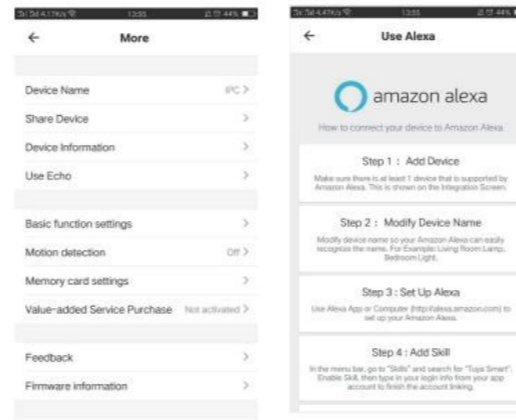 13:55
44%
More
Device Name IPC >
Share Device >
Device Information >
Use Echo >
Basic function settings >
Motion detection Off >
Memory card settings >
Value-added Service Purchase Not activated >
Feedback >
Firmware information >
13:55
44%
Use Alexa
amazon alexa
How to connect your device to Amazon Alexa.
Step 1 : Add Device
Make sure there is at least 1 device that is supported by
Amazon Alexa. This is shown on the Integration Screen.
Step 2 : Modify Device Name
Modify device name so your Amazon Alexa can easily
recognize the name. For Example: Living Room Lamp,
Bedroom Light.
Step 3 : Set Up Alexa
Use Alexa App or Computer (http://alexa.amazon.com) to
set up your Amazon Alexa.
Step 4 : Add Skill
In the menu bar, go to "Skills" and search for "Tuya Smart".
Enable Skill, then type in your login info from your app
account to finish the account linking.